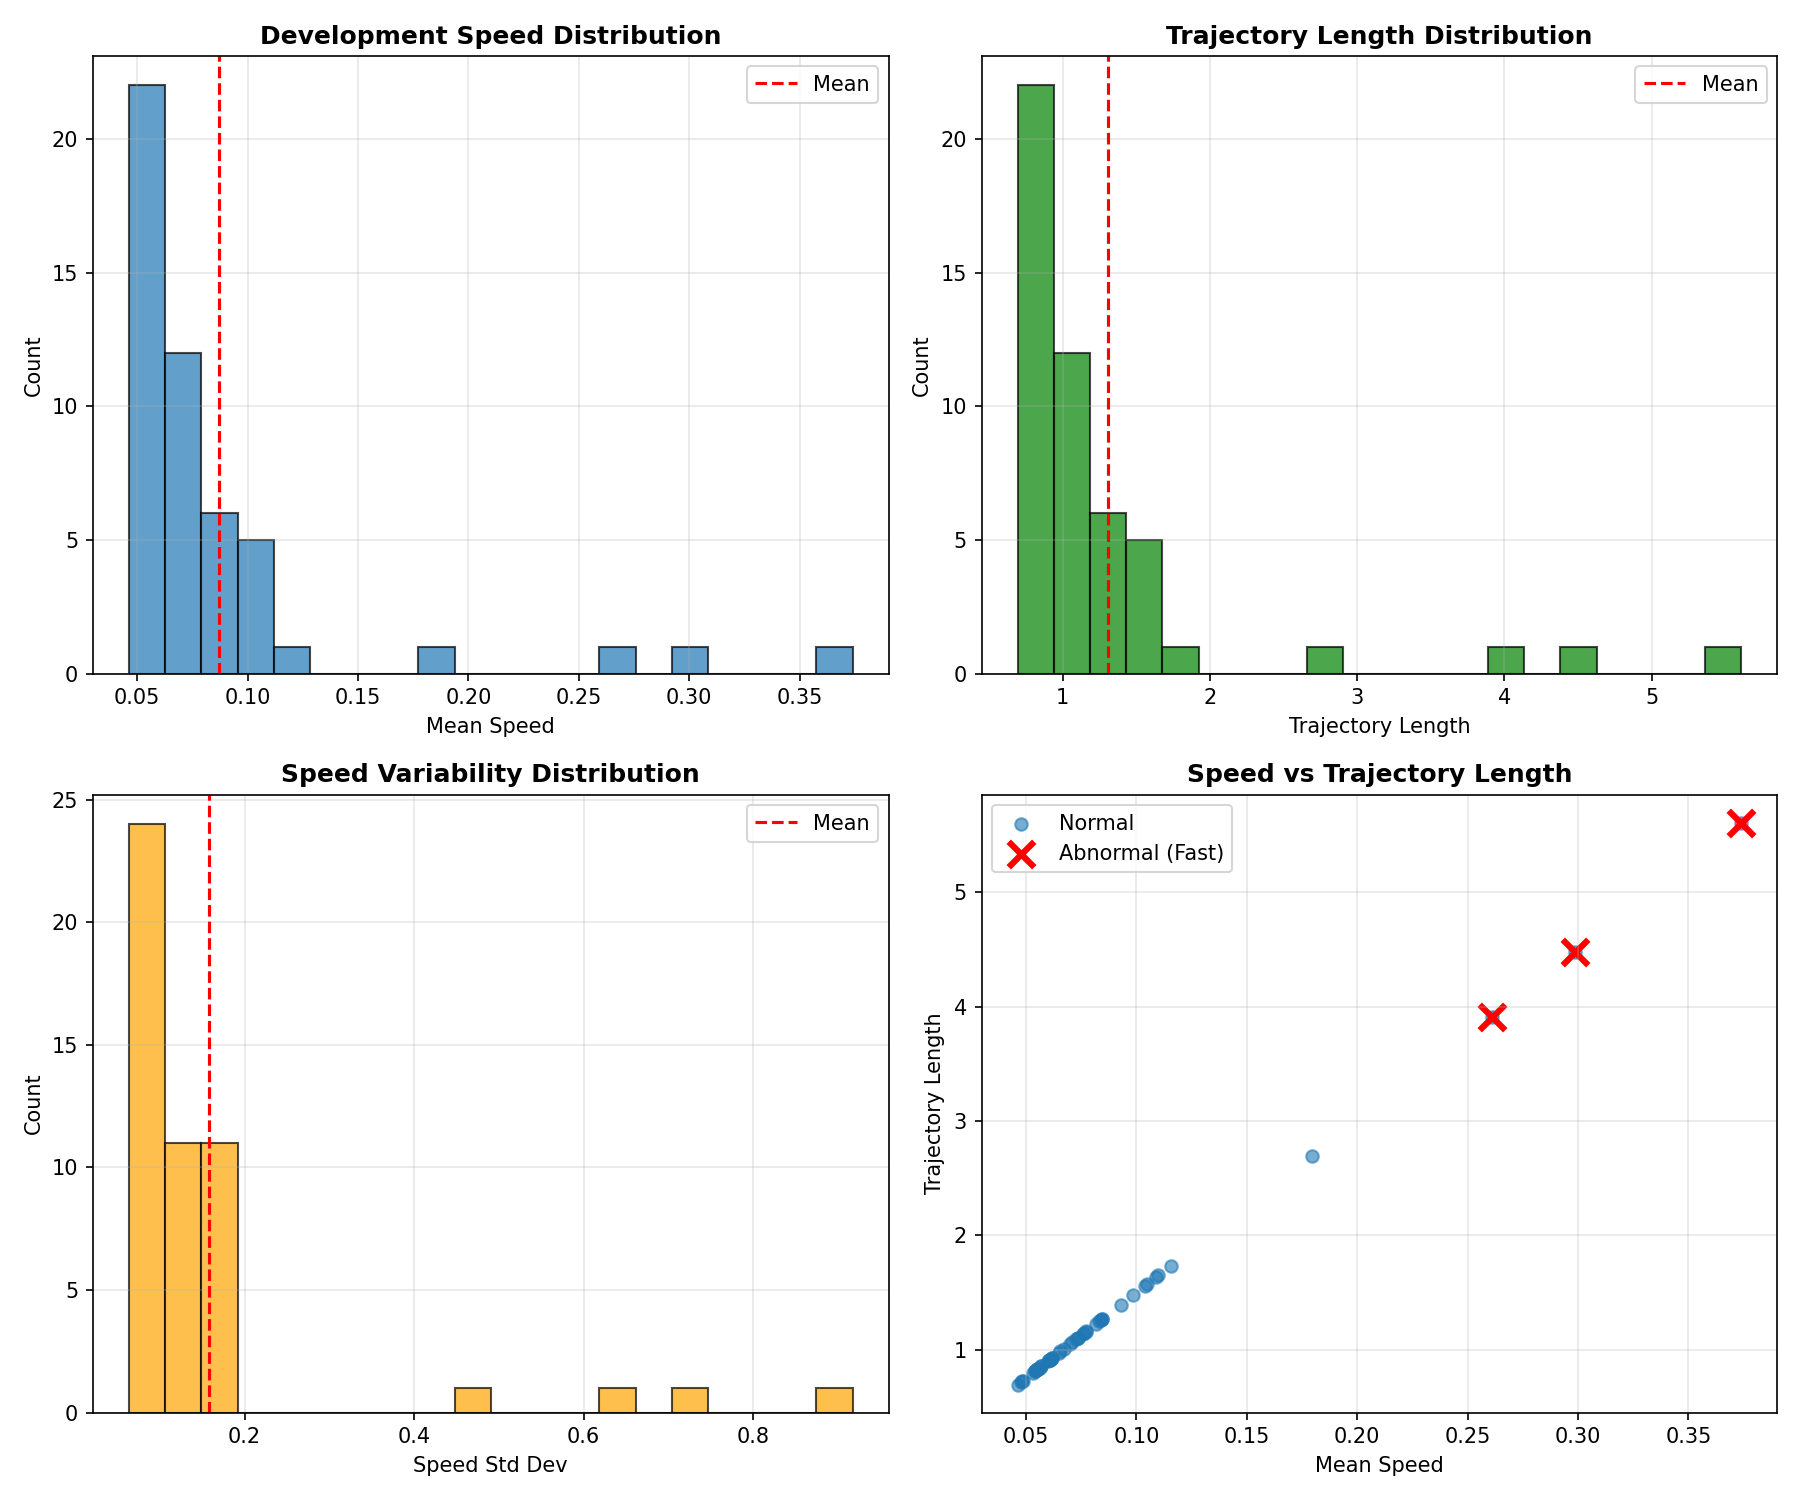 Development Speed Distribution
Mean
Count
0
5
10
15
20
0.05 0.10 0.15 0.20 0.25 0.30 0.35
Mean Speed
Trajectory Length Distribution
Mean
Count
0
5
10
15
20
1 2 3 4 5
Trajectory Length
Speed Variability Distribution
Mean
Count
0
5
10
15
20
25
0.2 0.4 0.6 0.8
Speed Std Dev
Speed vs Trajectory Length
Normal
Abnormal (Fast)
Trajectory Length
1
2
3
4
5
0.05 0.10 0.15 0.20 0.25 0.30 0.35
Mean Speed